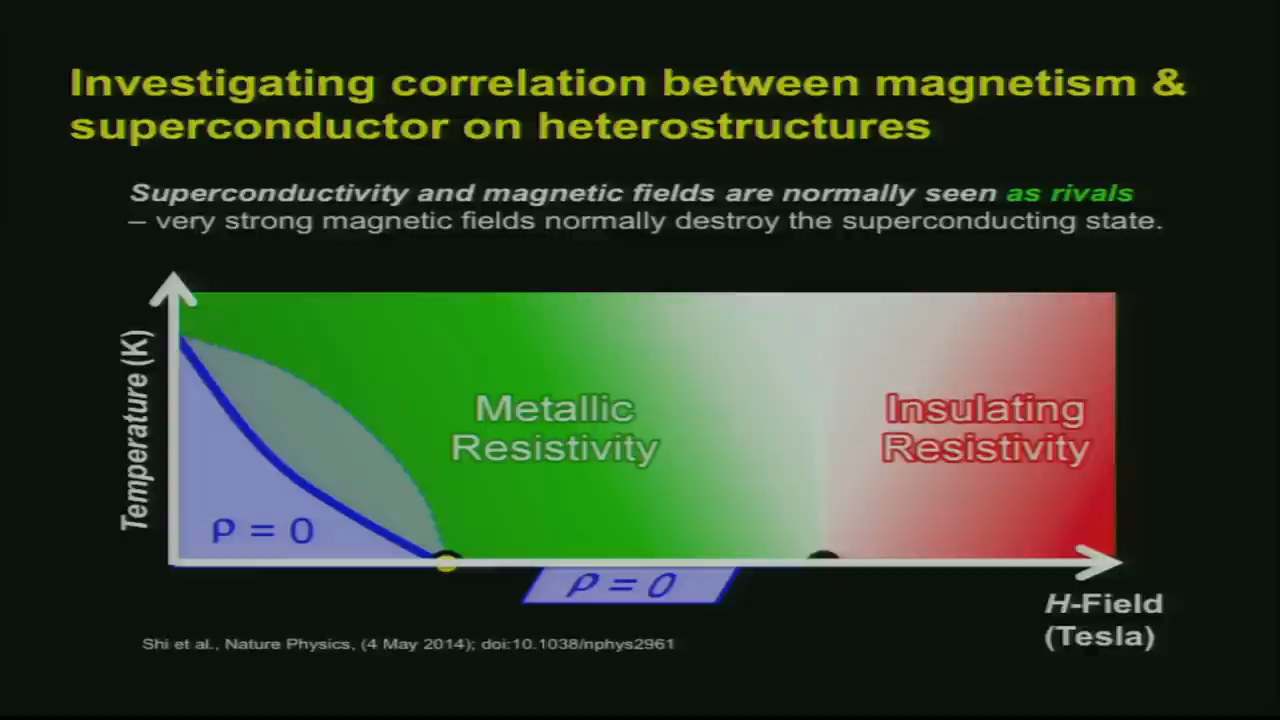 Investigating correlation between magnetism &
superconductor on heterostructures
Superconductivity and magnetic fields are normally seen as rivals
– very strong magnetic fields normally destroy the superconducting state.
Temperature (K)
Metallic
Resistivity
Insulating
Resistivity
ρ = 0
ρ = 0
H-Field
(Tesla)
Shi et al., Nature Physics, (4 May 2014); doi:10.1038/nphys2961